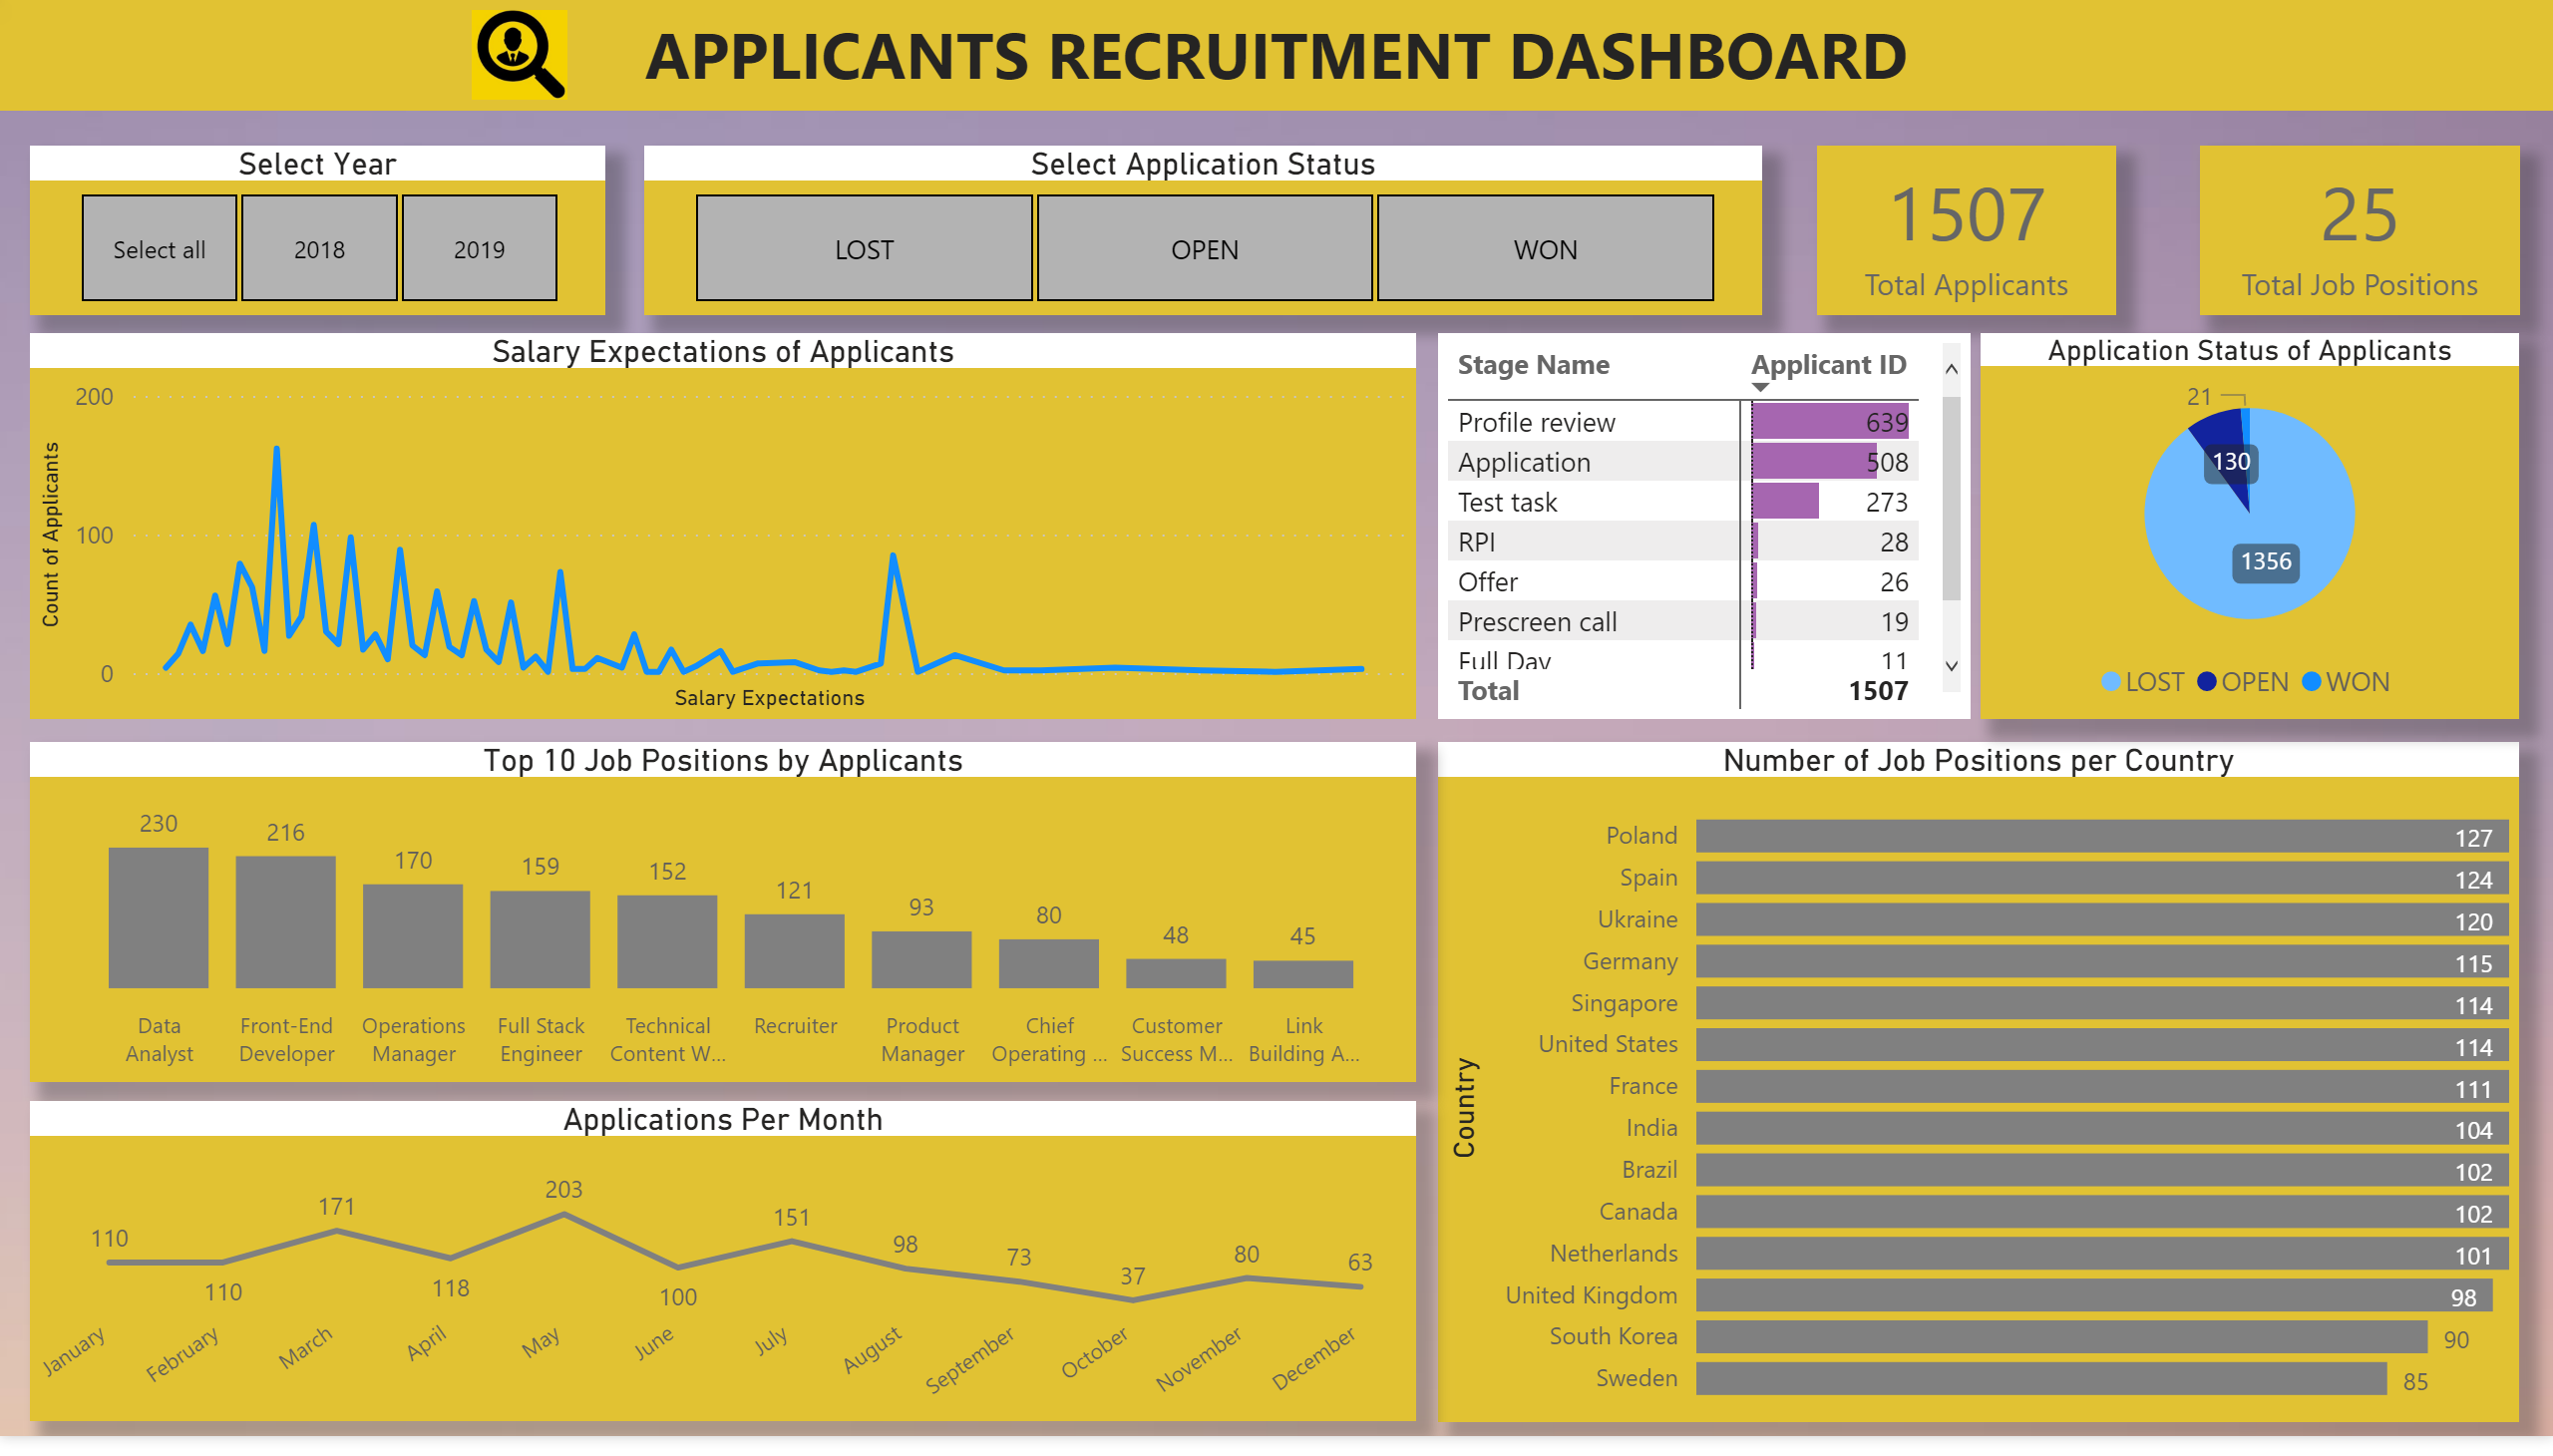 APPLICANTS RECRUITMENT DASHBOARD
Select Year
Select all
2018
2019
Select Application Status
LOST
OPEN
WON
1507
Total Applicants
25
Total Job Positions
Salary Expectations of Applicants
Count of Applicants
200
100
0
Salary Expectations
Stage Name Applicant ID
Profile review 639
Application 508
Test task 273
RPI 28
Offer 26
Prescreen call 19
Full Day 11
Total 1507
Application Status of Applicants
21
130
1356
LOST OPEN WON
Top 10 Job Positions by Applicants
230
216
170
159
152
121
93
80
48
45
Data
Analyst
Front-End
Developer
Operations
Manager
Full Stack
Engineer
Technical
Content W...
Recruiter
Product
Manager
Chief
Operating ...
Customer
Success M...
Link
Building A...
Applications Per Month
110
110
171
118
203
100
151
98
73
37
80
63
January
February
March
April
May
June
July
August
September
October
November
December
Number of Job Positions per Country
Country
Poland 127
Spain 124
Ukraine 120
Germany 115
Singapore 114
United States 114
France 111
India 104
Brazil 102
Canada 102
Netherlands 101
United Kingdom 98
South Korea 90
Sweden 85